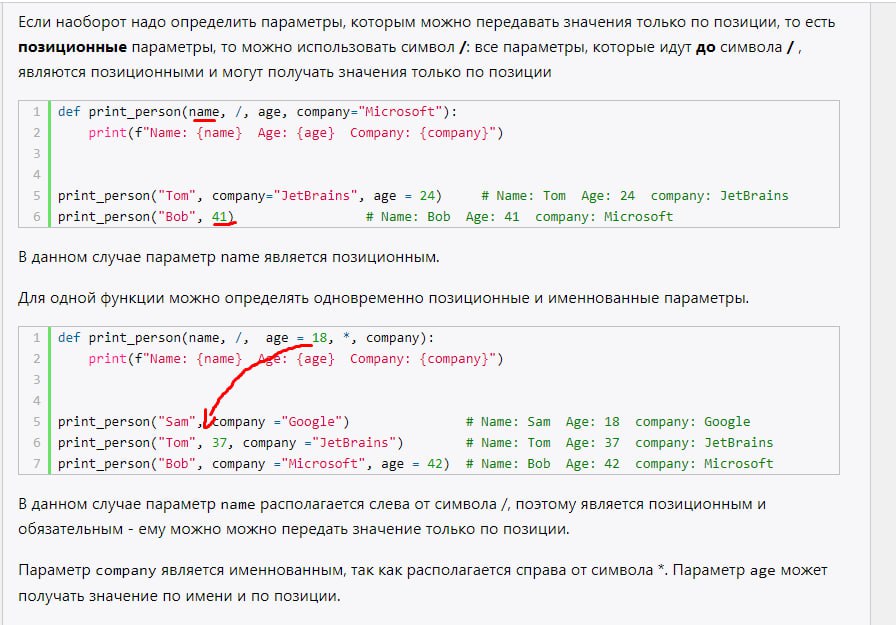 Если наоборот надо определить параметры, которым можно передавать значения только по позиции, то есть
позиционные параметры, то можно использовать символ /: все параметры, которые идут до символа / ,
являются позиционными и могут получать значения только по позиции
1 def print_person(name, /, age, company="Microsoft"):
2     print(f"Name: {name}  Age: {age}  Company: {company}")
3
4
5 print_person("Tom", company="JetBrains", age = 24)     # Name: Tom  Age: 24  company: JetBrains
6 print_person("Bob", 41)                 # Name: Bob  Age: 41  company: Microsoft
В данном случае параметр name является позиционным.
Для одной функции можно определять одновременно позиционные и именнованные параметры.
1 def print_person(name, /,  age = 18, *, company):
2     print(f"Name: {name}  Age: {age}  Company: {company}")
3
4
5 print_person("Sam", company ="Google")               # Name: Sam  Age: 18  company: Google
6 print_person("Tom", 37, company ="JetBrains")        # Name: Tom  Age: 37  company: JetBrains
7 print_person("Bob", company ="Microsoft", age = 42)  # Name: Bob  Age: 42  company: Microsoft
В данном случае параметр name располагается слева от символа /, поэтому является позиционным и
обязательным - ему можно можно передать значение только по позиции.
Параметр company является именнованным, так как располагается справа от символа *. Параметр age может
получать значение по имени и по позиции.